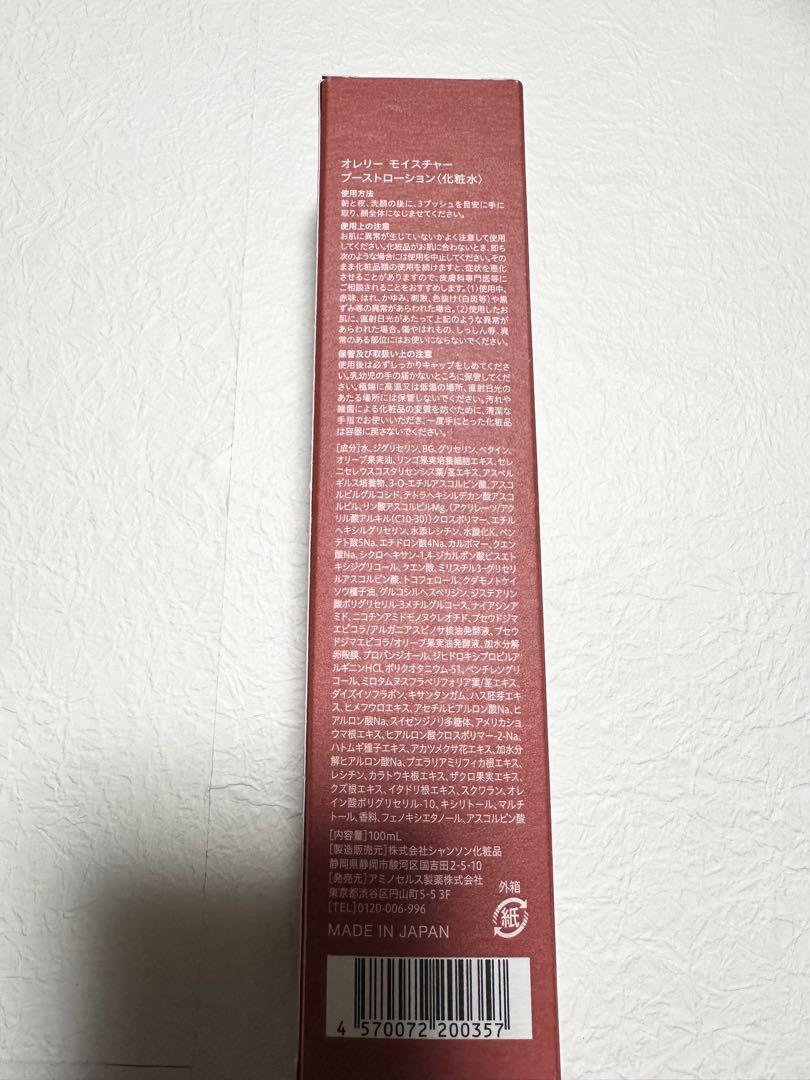 オレリー モイスチャー
ブーストローション〈化粧水〉
使用方法
朝と夜、洗顔の後に、3プッシュを目安に手に
取り、顔全体になじませてください。
使用上の注意
お肌に異常が生じていないかよく注意して使用
してください。化粧品がお肌に合わないとき、即ち
次のような場合には使用を中止してください。その
まま化粧品類の使用を続けますと、症状を悪化
させることがありますので、皮膚科専門医等に
ご相談されることをおすすめします。(1)使用中、
赤味、はれ、かゆみ、刺激、色抜け(白斑等)や黒
ずみ等の異常があらわれた場合。(2)使用したお
肌に、直射日光があたって上記のような異常が
あらわれた場合。傷やはれもの、しっしん等、異
常のある部位にはお使いにならないでください。
保管及び取扱い上の注意
使用後は必ずしっかりキャップをしめてくださ
い。乳幼児の手の届かないところに保管してくだ
さい。極端に高温又は低温の場所、直射日光の
あたる場所には保管しないでください。汚れや
雑菌による化粧品の変質を防ぐために、清潔な
手指でお使いいただき、一度手にとった化粧品
は容器に戻さないでください。
[成分]水、ジグリセリン、BG、グリセリン、ベタイン、
オリーブ果実油、リンゴ果実培養細胞エキス、セレ
ニセレウスコスタリセンシス葉/茎エキス、アスペル
ギルス培養物、3-O-エチルアスコルビン酸、アスコ
ルビルグルコシド、テトラヘキシルデカン酸アスコ
ルビル、リン酸アスコルビルMg、(アクリレーツ/アク
リル酸アルキル(C10-30))クロスポリマー、エチル
ヘキシルグリセリン、水添レシチン、水酸化K、ペン
テト酸5Na、エチドロン酸4Na、カルボマー、クエン
酸Na、シクロヘキサン-1,4-ジカルボン酸ビスエト
キシジグリコール、クエン酸、ミリスチル3-グリセリ
ルアスコルビン酸、トコフェロール、クダモノトケイ
ソウ種子油、グルコシルヘスペリジン、ジステアリン
酸ポリグリセリル-3メチルグルコース、ナイアシンア
ミド、ニコチンアミドモノヌクレオチド、プセウドジマ
エピコラ/アルガニアスピノサ核油発酵液、プセウ
ドジマエピコラ/オリーブ果実油発酵液、加水分解
卵殻膜、プロパンジオール、ジヒドロキシプロピルア
ルギニンHCl、ポリクオタニウム-51、ペンチレングリ
コール、ミロタムヌスフラベリフォリア葉/茎エキス、
ダイズイソフラボン、キサンタンガム、ハス胚芽エキ
ス、ヒメフウロエキス、アセチルヒアルロン酸Na、ヒ
アルロン酸Na、スイゼンジノリ多糖体、アメリカショ
ウマ根エキス、ヒアルロン酸クロスポリマー-2-Na、
ハトムギ種子エキス、アカツメクサ花エキス、加水分
解ヒアルロン酸Na、プエラリアミリフィカ根エキス、
レシチン、カラトウキ根エキス、ザクロ果実エキス、
クズ根エキス、イタドリ根エキス、スクワラン、オレ
イン酸ポリグリセリル-10、キシリトール、マルチ
トール、香料、フェノキシエタノール、アスコルビン酸
[内容量]100mL
[製造販売元]株式会社シャンソン化粧品
静岡県静岡市駿河区国吉田2-5-10
[発売元]アミノセルス製薬株式会社
東京都渋谷区円山町5-5 3F
[TEL]0120-006-996
MADE IN JAPAN
外箱
紙
4 570072 200357